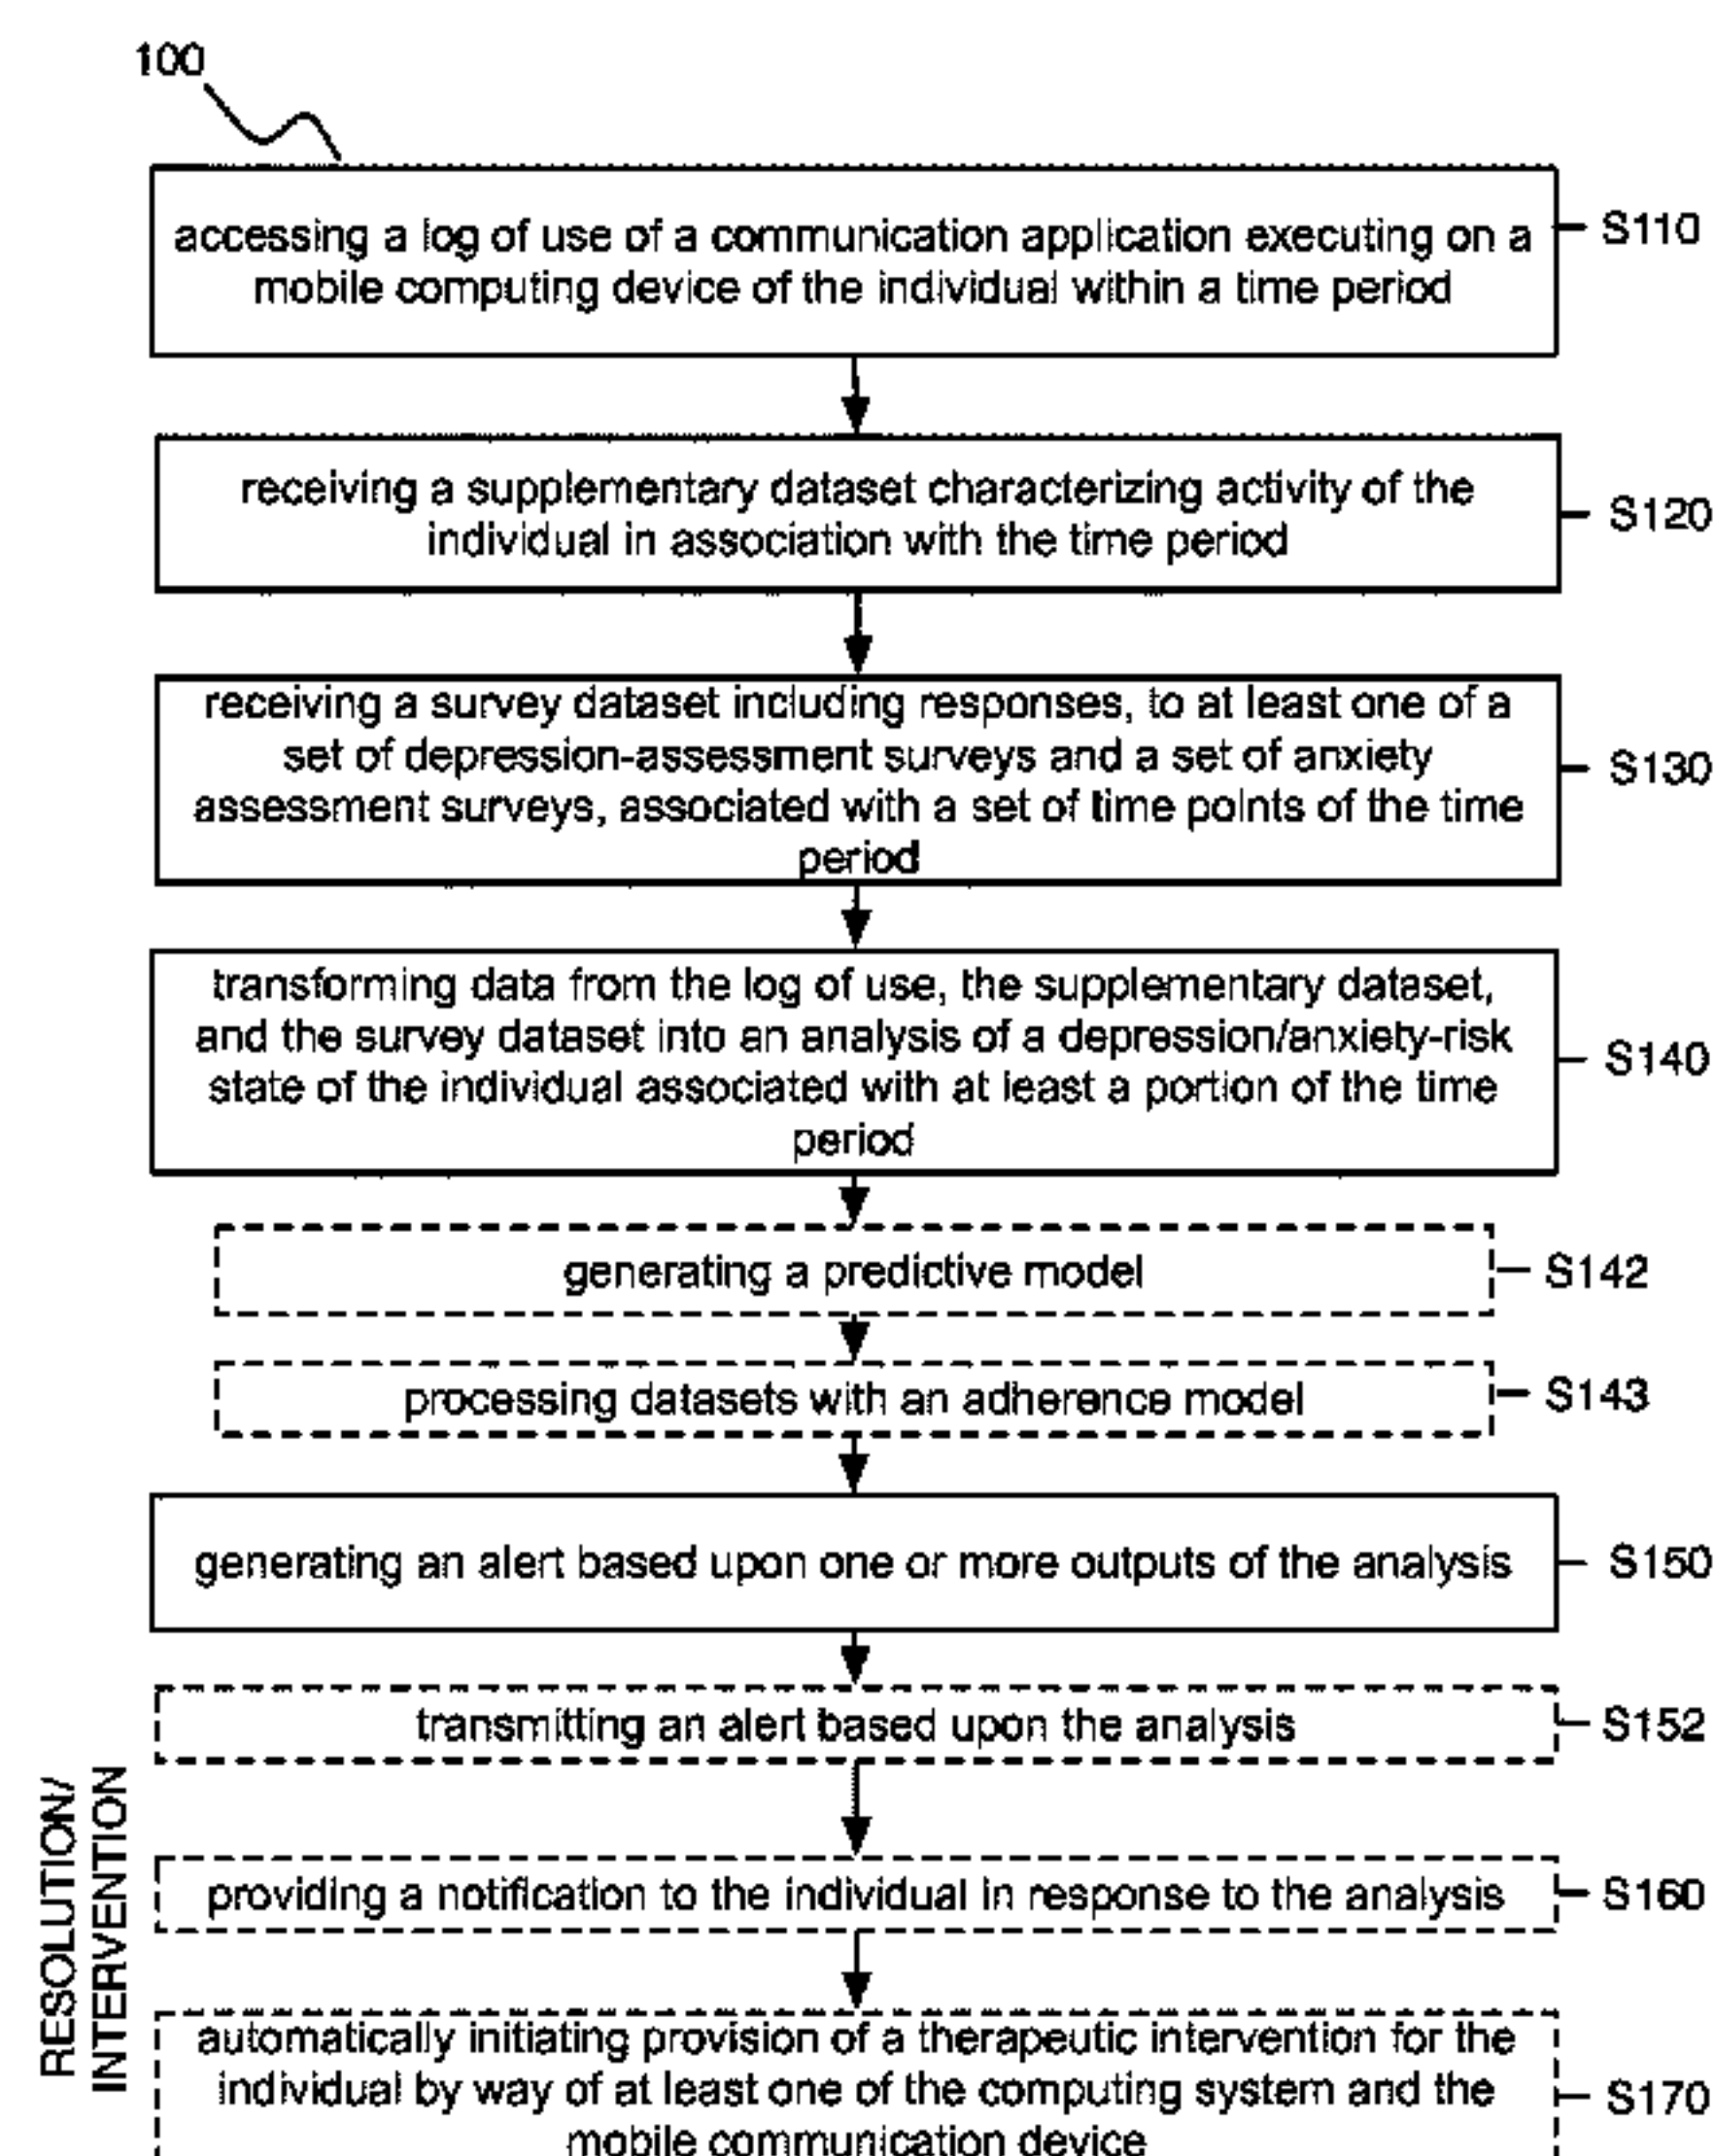 100
accessing a log of use of a communication application executing on a
mobile computing device of the individual within a time period
S110
receiving a supplementary dataset characterizing activity of the
individual in association with the time period
S120
receiving a survey dataset including responses, to at least one of a
set of depression-assessment surveys and a set of anxiety
assessment surveys, associated with a set of time points of the time
period
S130
transforming data from the log of use, the supplementary dataset,
and the survey dataset into an analysis of a depression/anxiety-risk
state of the individual associated with at least a portion of the time
period
S140
generating a predictive model
S142
processing datasets with an adherence model
S143
generating an alert based upon one or more outputs of the analysis
S150
transmitting an alert based upon the analysis
S152
RESOLUTION/
INTERVENTION
providing a notification to the individual in response to the analysis
S160
automatically initiating provision of a therapeutic intervention for the
individual by way of at least one of the computing system and the
mobile communication device
S170